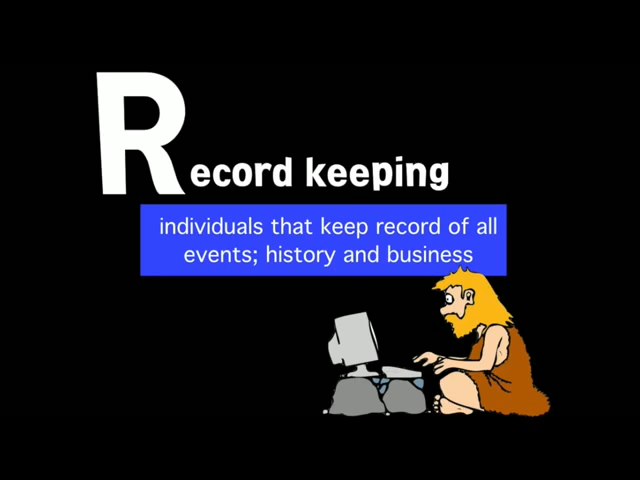 Record keeping
individuals that keep record of all
events; history and business